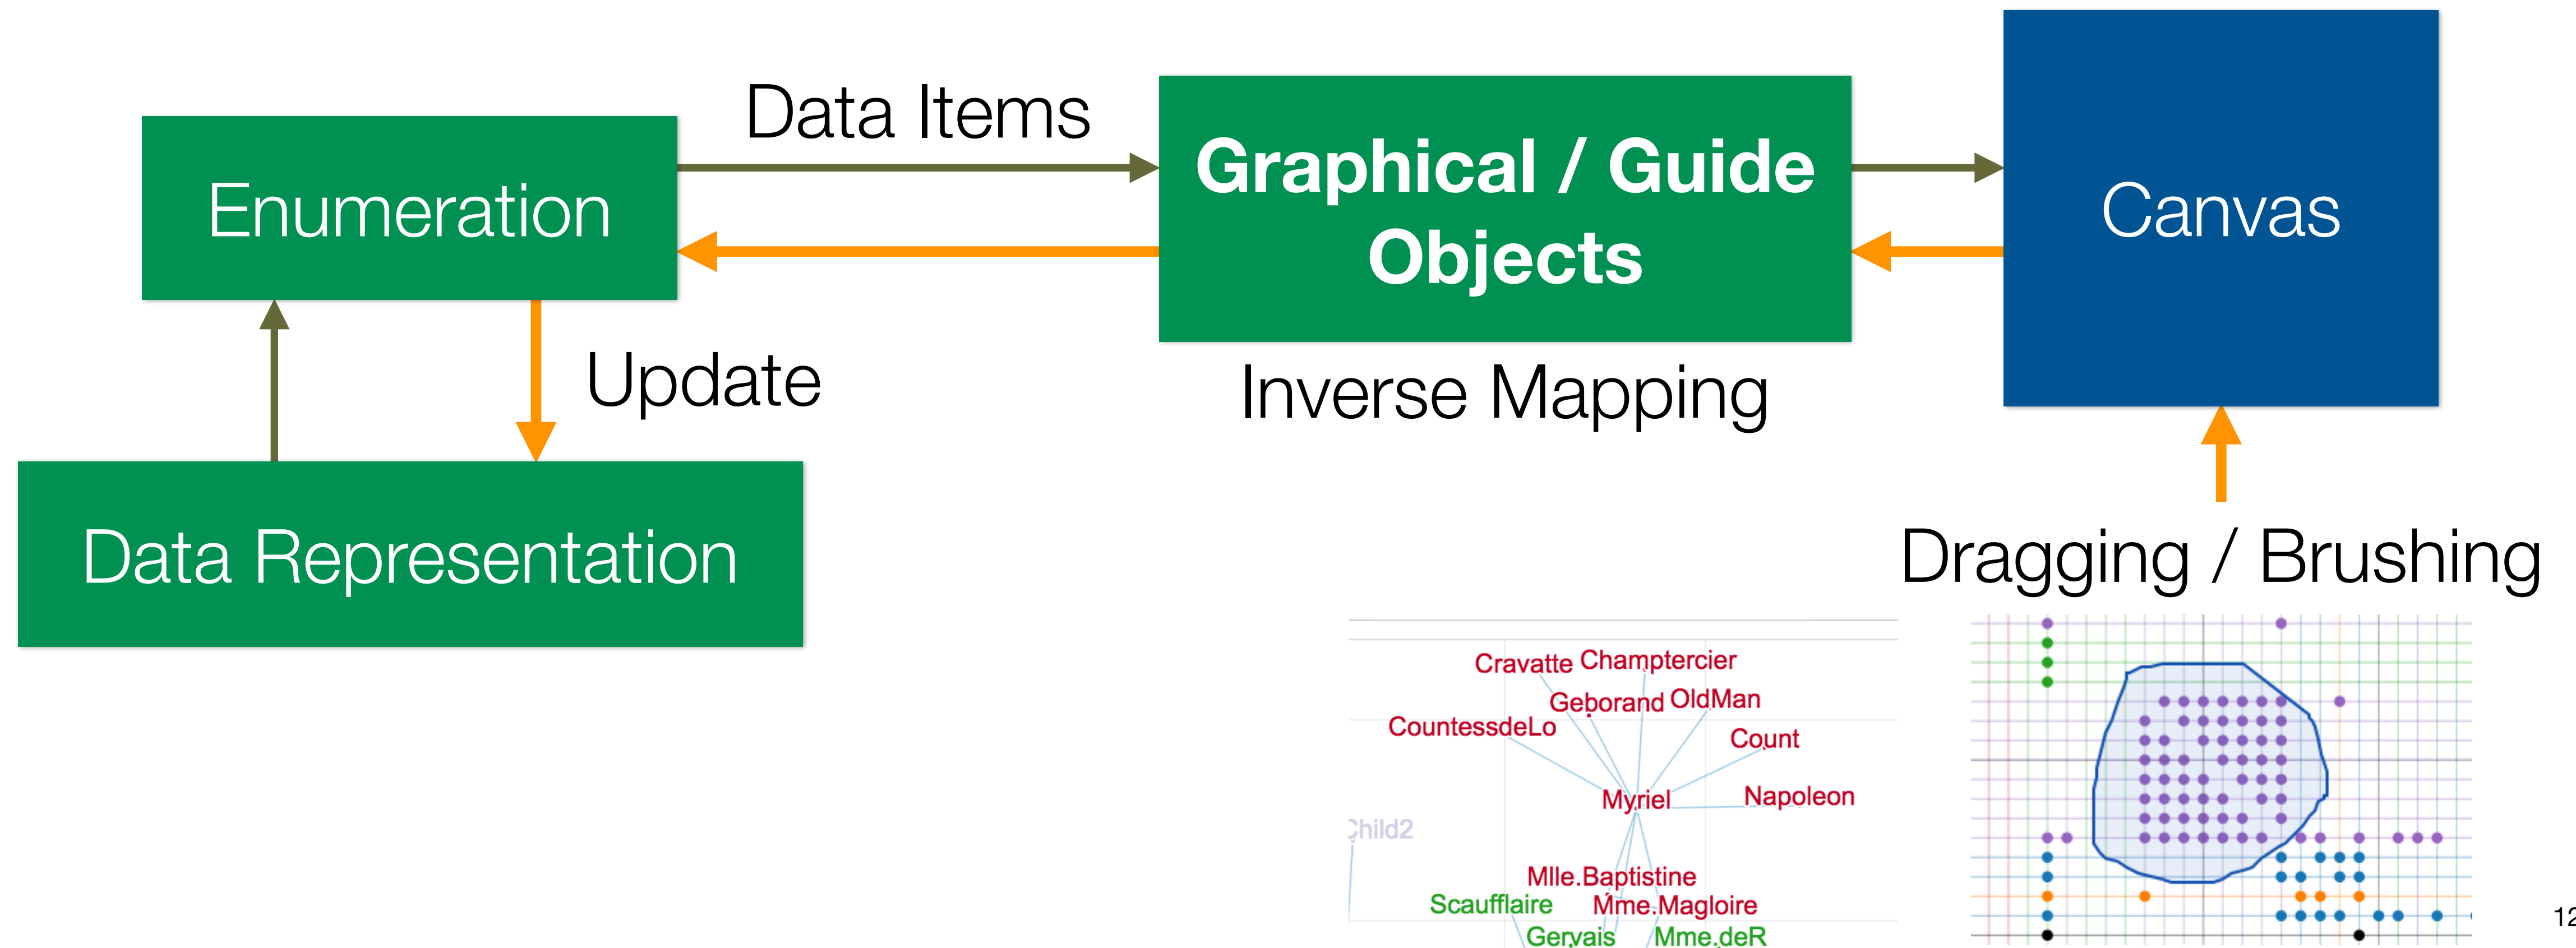 Data Items
Enumeration
Graphical / Guide
Objects
Canvas
Update
Inverse Mapping
Data Representation
Dragging / Brushing
Cravatte
Champtercier
Geborand
OldMan
CountessdeLo
Count
Myriel
Napoleon
Child2
Mlle.Baptistine
Scaufflaire
Mme.Magloire
Gervais
Mme.deR
12